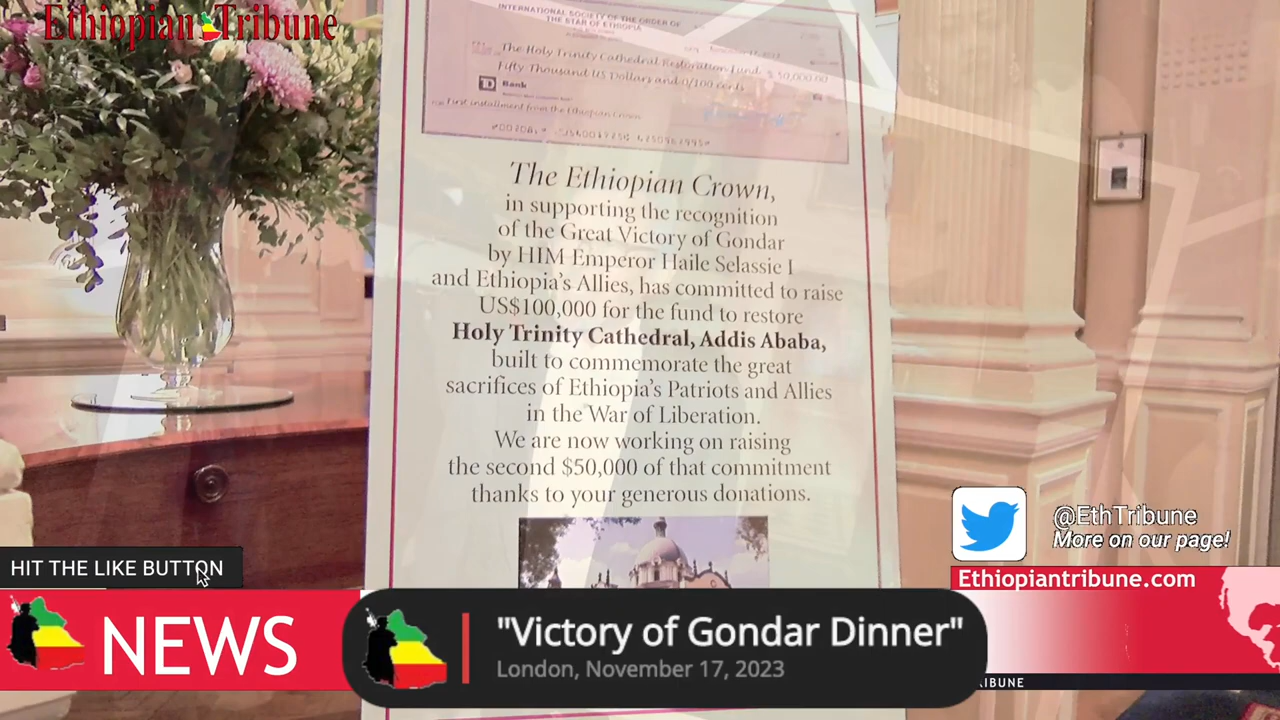 Ethiopian Tribune
INTERNATIONAL SOCIETY OF THE ORDER OF
THE STAR OF ETHIOPIA
The Holy Trinity Cathedral Restoration Fund $ 50,000.00
Fifty Thousand US Dollars and 0/100 cents
TD Bank
First installment from the Ethiopian Crown
The Ethiopian Crown,
in supporting the recognition
of the Great Victory of Gondar
by HIM Emperor Haile Selassie I
and Ethiopia's Allies, has committed to raise
US$100,000 for the fund to restore
Holy Trinity Cathedral, Addis Ababa,
built to commemorate the great
sacrifices of Ethiopia's Patriots and Allies
in the War of Liberation.
We are now working on raising
the second $50,000 of that commitment
thanks to your generous donations.
@EthTribune
More on our page!
HIT THE LIKE BUTTON
Ethiopiantribune.com
NEWS
"Victory of Gondar Dinner"
London, November 17, 2023
RIBUNE